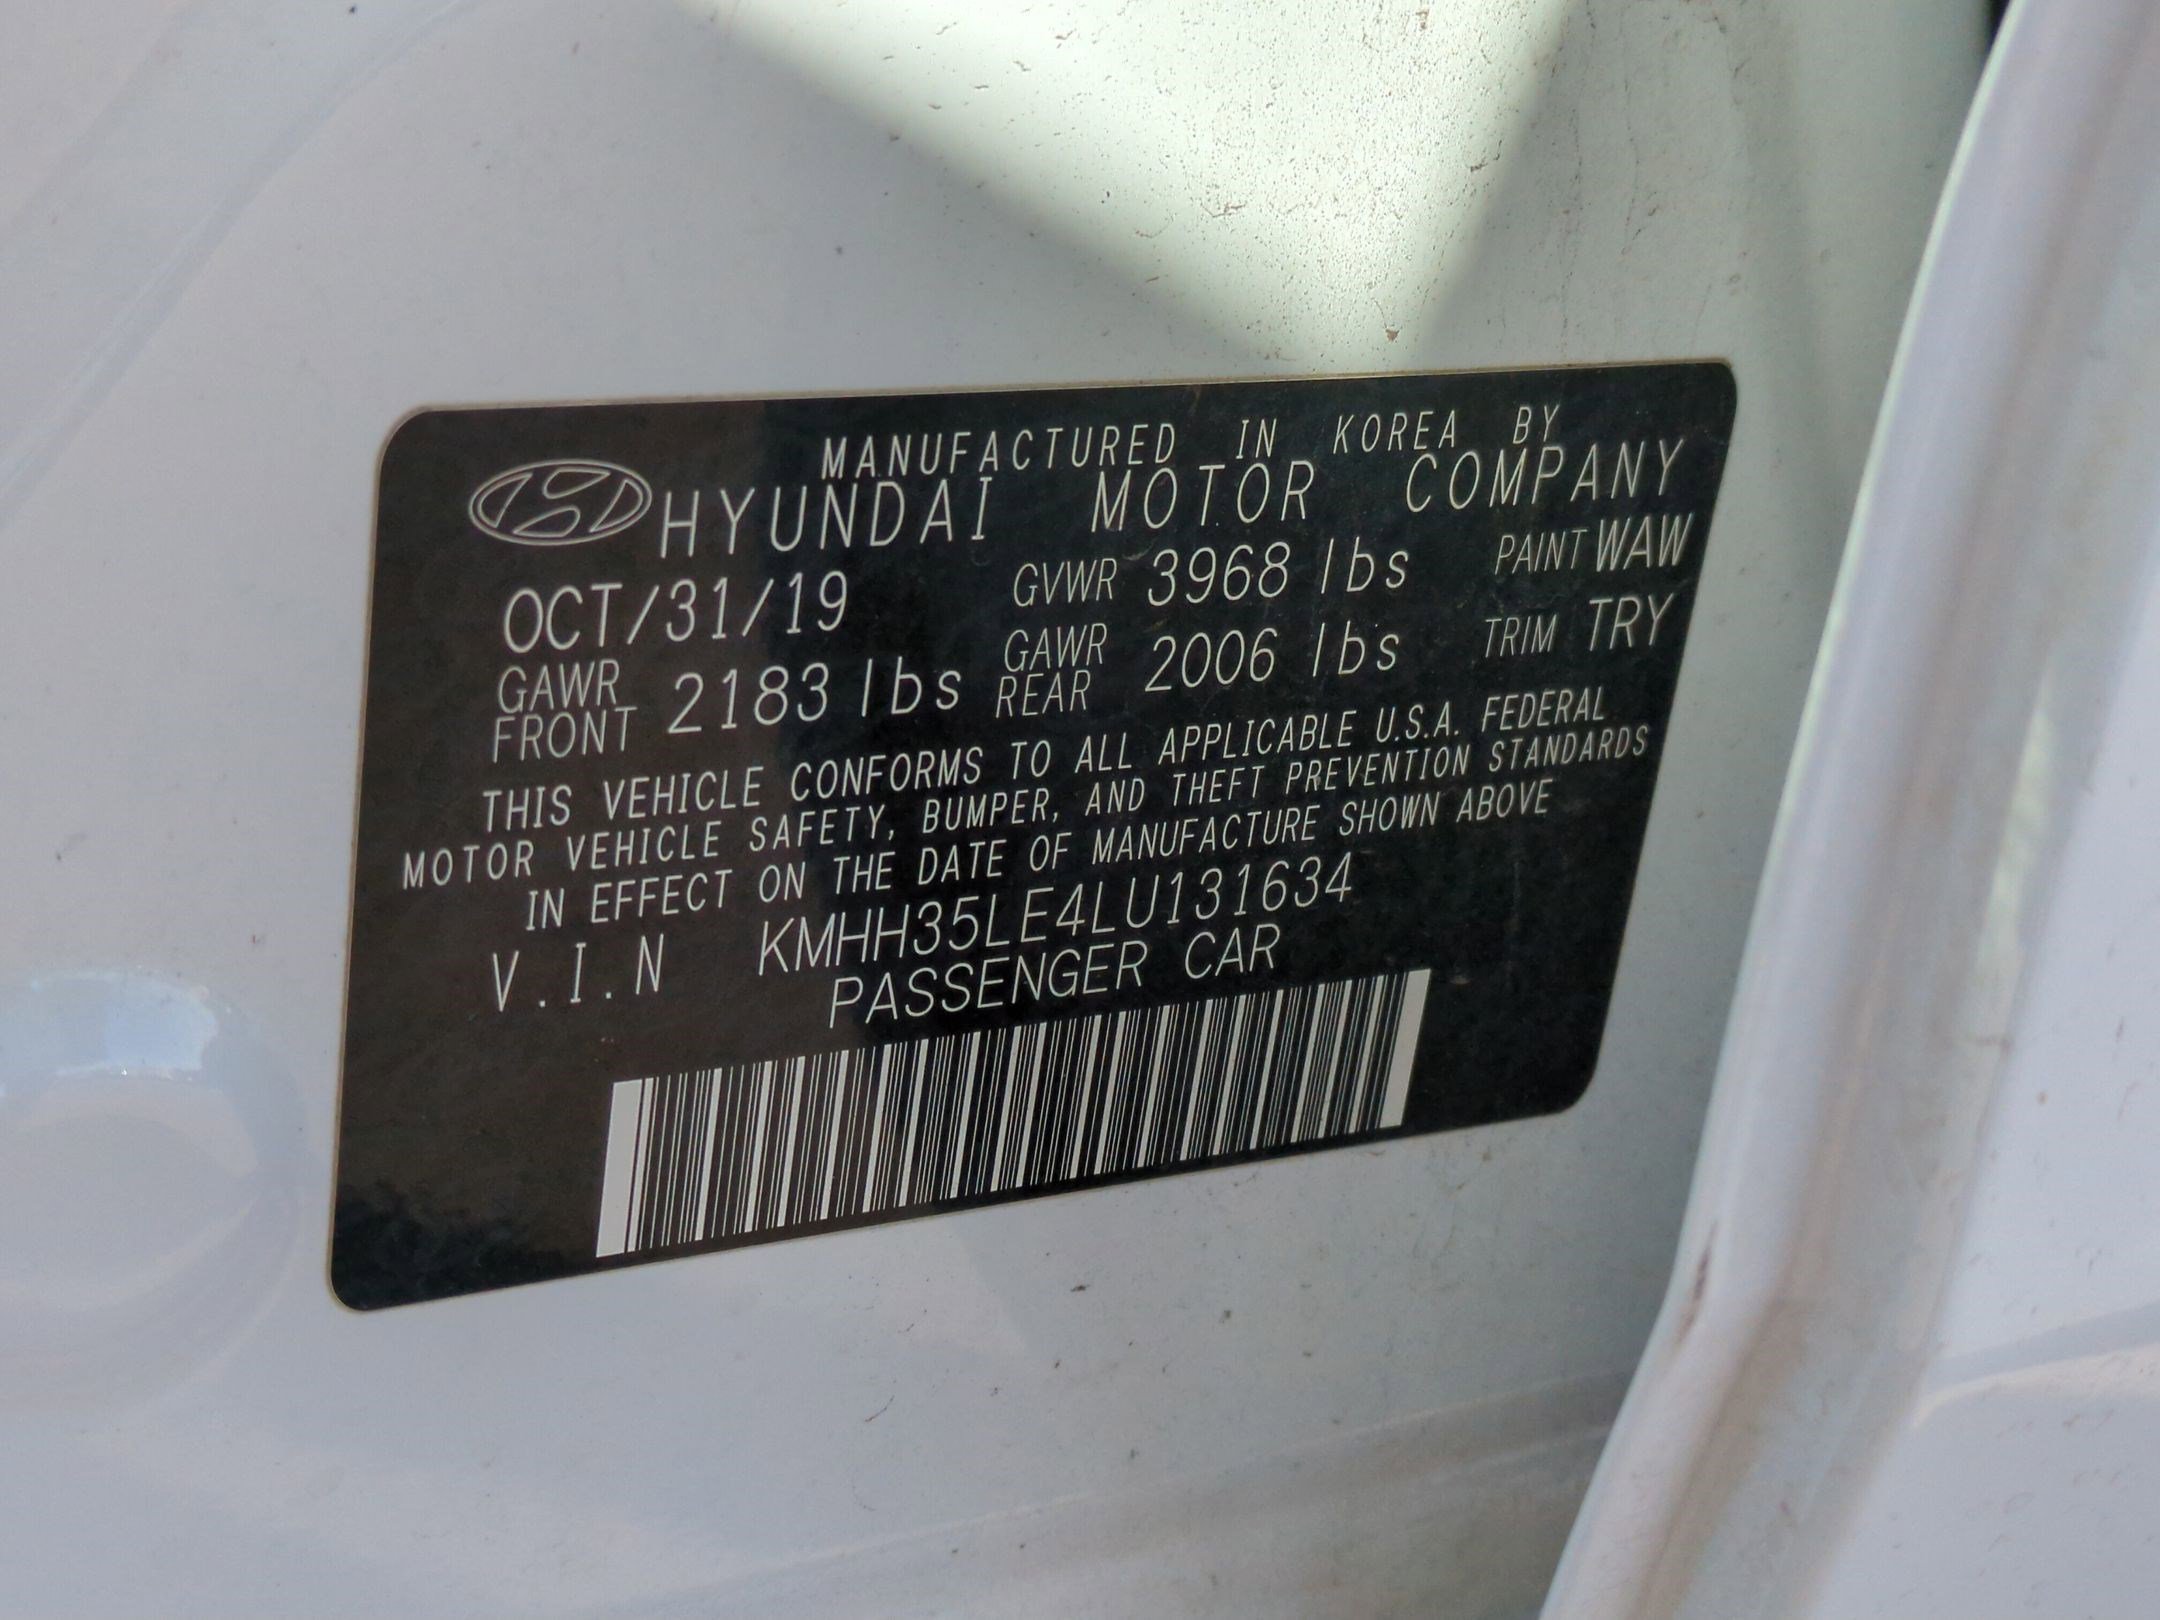 MANUFACTURED IN KOREA BY
HYUNDAI MOTOR COMPANY
OCT/31/19 GVWR 3968 lbs PAINT WAW
GAWR FRONT 2183 lbs GAWR REAR 2006 lbs TRIM TRY
THIS VEHICLE CONFORMS TO ALL APPLICABLE U.S.A. FEDERAL
MOTOR VEHICLE SAFETY, BUMPER, AND THEFT PREVENTION STANDARDS
IN EFFECT ON THE DATE OF MANUFACTURE SHOWN ABOVE
V.I.N KMHH35LE4LU131634
PASSENGER CAR